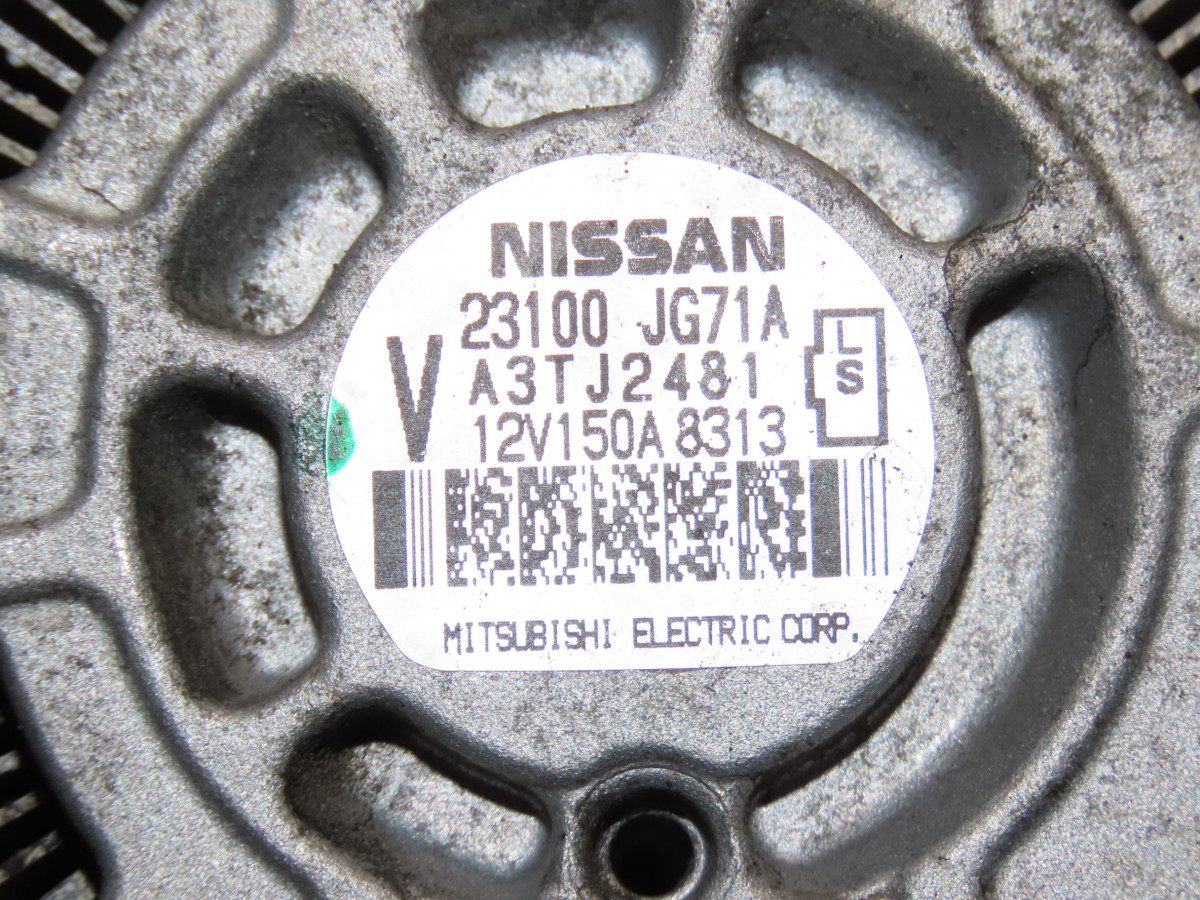 NISSAN
23100 JG71A
V
A3TJ2481
L
S
12V150A 8313
MITSUBISHI ELECTRIC CORP.